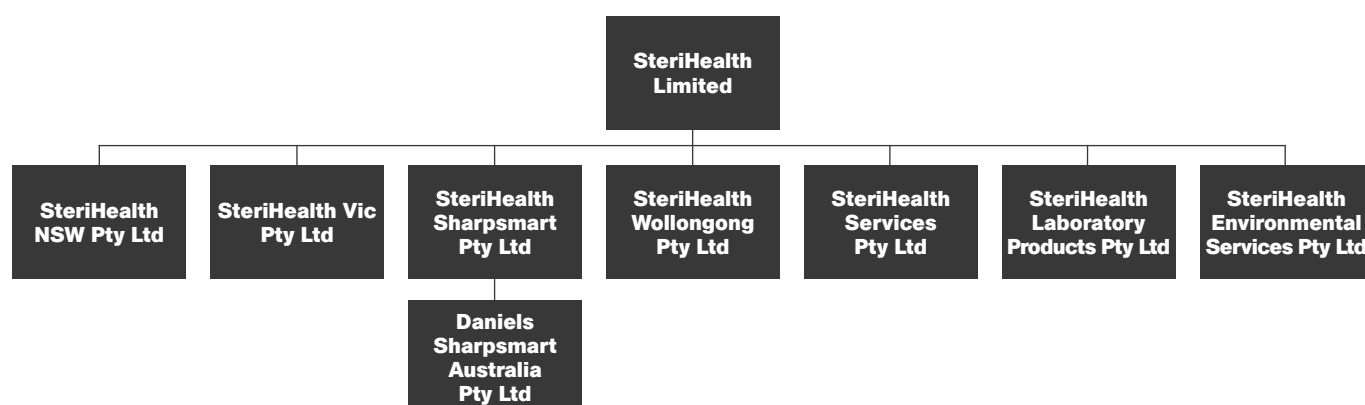 SteriHealth
Limited
SteriHealth
NSW Pty Ltd
SteriHealth Vic
Pty Ltd
SteriHealth
Sharpsmart
Pty Ltd
SteriHealth
Wollongong
Pty Ltd
SteriHealth
Services
Pty Ltd
SteriHealth
Laboratory
Products Pty Ltd
SteriHealth
Environmental
Services Pty Ltd
Daniels
Sharpsmart
Australia
Pty Ltd